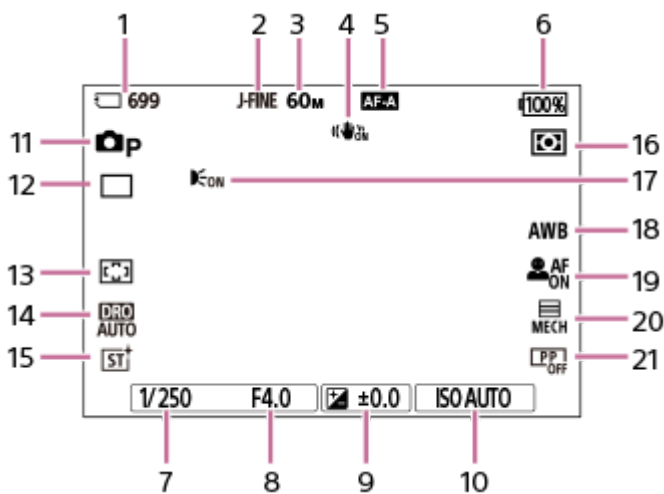 1 2 3 4 5 6
699 J-FINE 60M AF-A 100%
ON
11 P 16
12 ON 17
AWB 18
13 AF ON 19
14 DRO AUTO MECH 20
15 ST+ PP OFF 21
1/250 F4.0 ±0.0 ISO AUTO
7 8 9 10